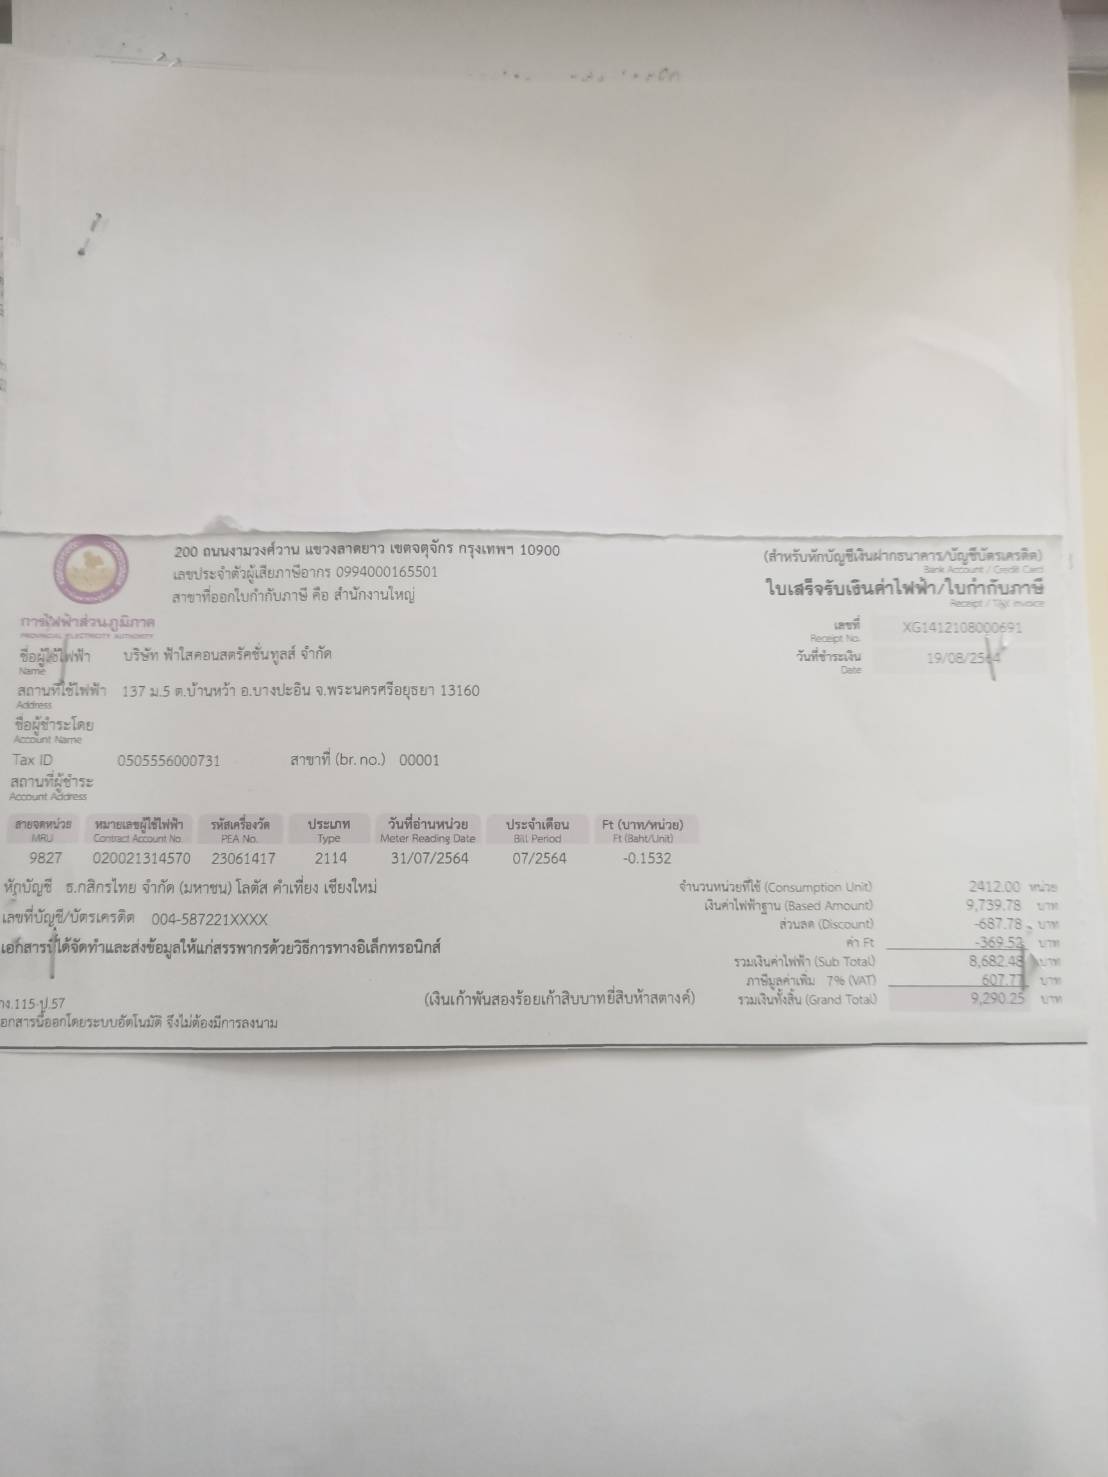 200 ถนนงามวงศ์วาน แขวงลาดยาว เขตจตุจักร กรุงเทพฯ 10900
เลขประจำตัวผู้เสียภาษีอากร 0994000165501
สาขาที่ออกใบกำกับภาษี คือ สำนักงานใหญ่
(สำหรับหักบัญชีเงินฝากธนาคาร/บัญชีบัตรเครดิต)
Bank Account / Credit Card
ใบเสร็จรับเงินค่าไฟฟ้า/ใบกำกับภาษี
Receipt / Tax Invoice
การไฟฟ้าส่วนภูมิภาค
PROVINCIAL ELECTRICITY AUTHORITY
เลขที่ XG1412108000691
Receipt No.
วันที่ชำระเงิน 19/08/2564
Date
ชื่อผู้ใช้ไฟฟ้า บริษัท ฟ้าใสคอนสตรัคชั่นทูลส์ จำกัด
Name
สถานที่ใช้ไฟฟ้า 137 ม.5 ต.บ้านหว้า อ.บางปะอิน จ.พระนครศรีอยุธยา 13160
Address
ชื่อผู้ชำระโดย
Account Name
Tax ID 0505556000731 สาขาที่ (br. no.) 00001
สถานที่ผู้ชำระ
Account Address
สายจดหน่วย หมายเลขผู้ใช้ไฟฟ้า รหัสเครื่องวัด ประเภท วันที่อ่านหน่วย ประจำเดือน Ft (บาท/หน่วย)
MRU Contract Account No. PEA No. Type Meter Reading Date Bill Period Ft (Baht/Unit)
9827 020021314570 23061417 2114 31/07/2564 07/2564 -0.1532
หักบัญชี ธ.กสิกรไทย จำกัด (มหาชน) โลตัส คำเที่ยง เชียงใหม่
เลขที่บัญชี/บัตรเครดิต 004-587221XXXX
เอกสารนี้ได้จัดทำและส่งข้อมูลให้แก่สรรพากรด้วยวิธีการทางอิเล็กทรอนิกส์
จำนวนหน่วยที่ใช้ (Consumption Unit) 2412.00 หน่วย
เงินค่าไฟฟ้าฐาน (Based Amount) 9,739.78 บาท
ส่วนลด (Discount) -687.78 บาท
ค่า Ft -369.52 บาท
รวมเงินค่าไฟฟ้า (Sub Total) 8,682.48 บาท
ภาษีมูลค่าเพิ่ม 7% (VAT) 607.77 บาท
รวมเงินทั้งสิ้น (Grand Total) 9,290.25 บาท
(เงินเก้าพันสองร้อยเก้าสิบบาทยี่สิบห้าสตางค์)
กง.115-ป.57
อกสารนี้ออกโดยระบบอัตโนมัติ จึงไม่ต้องมีการลงนาม